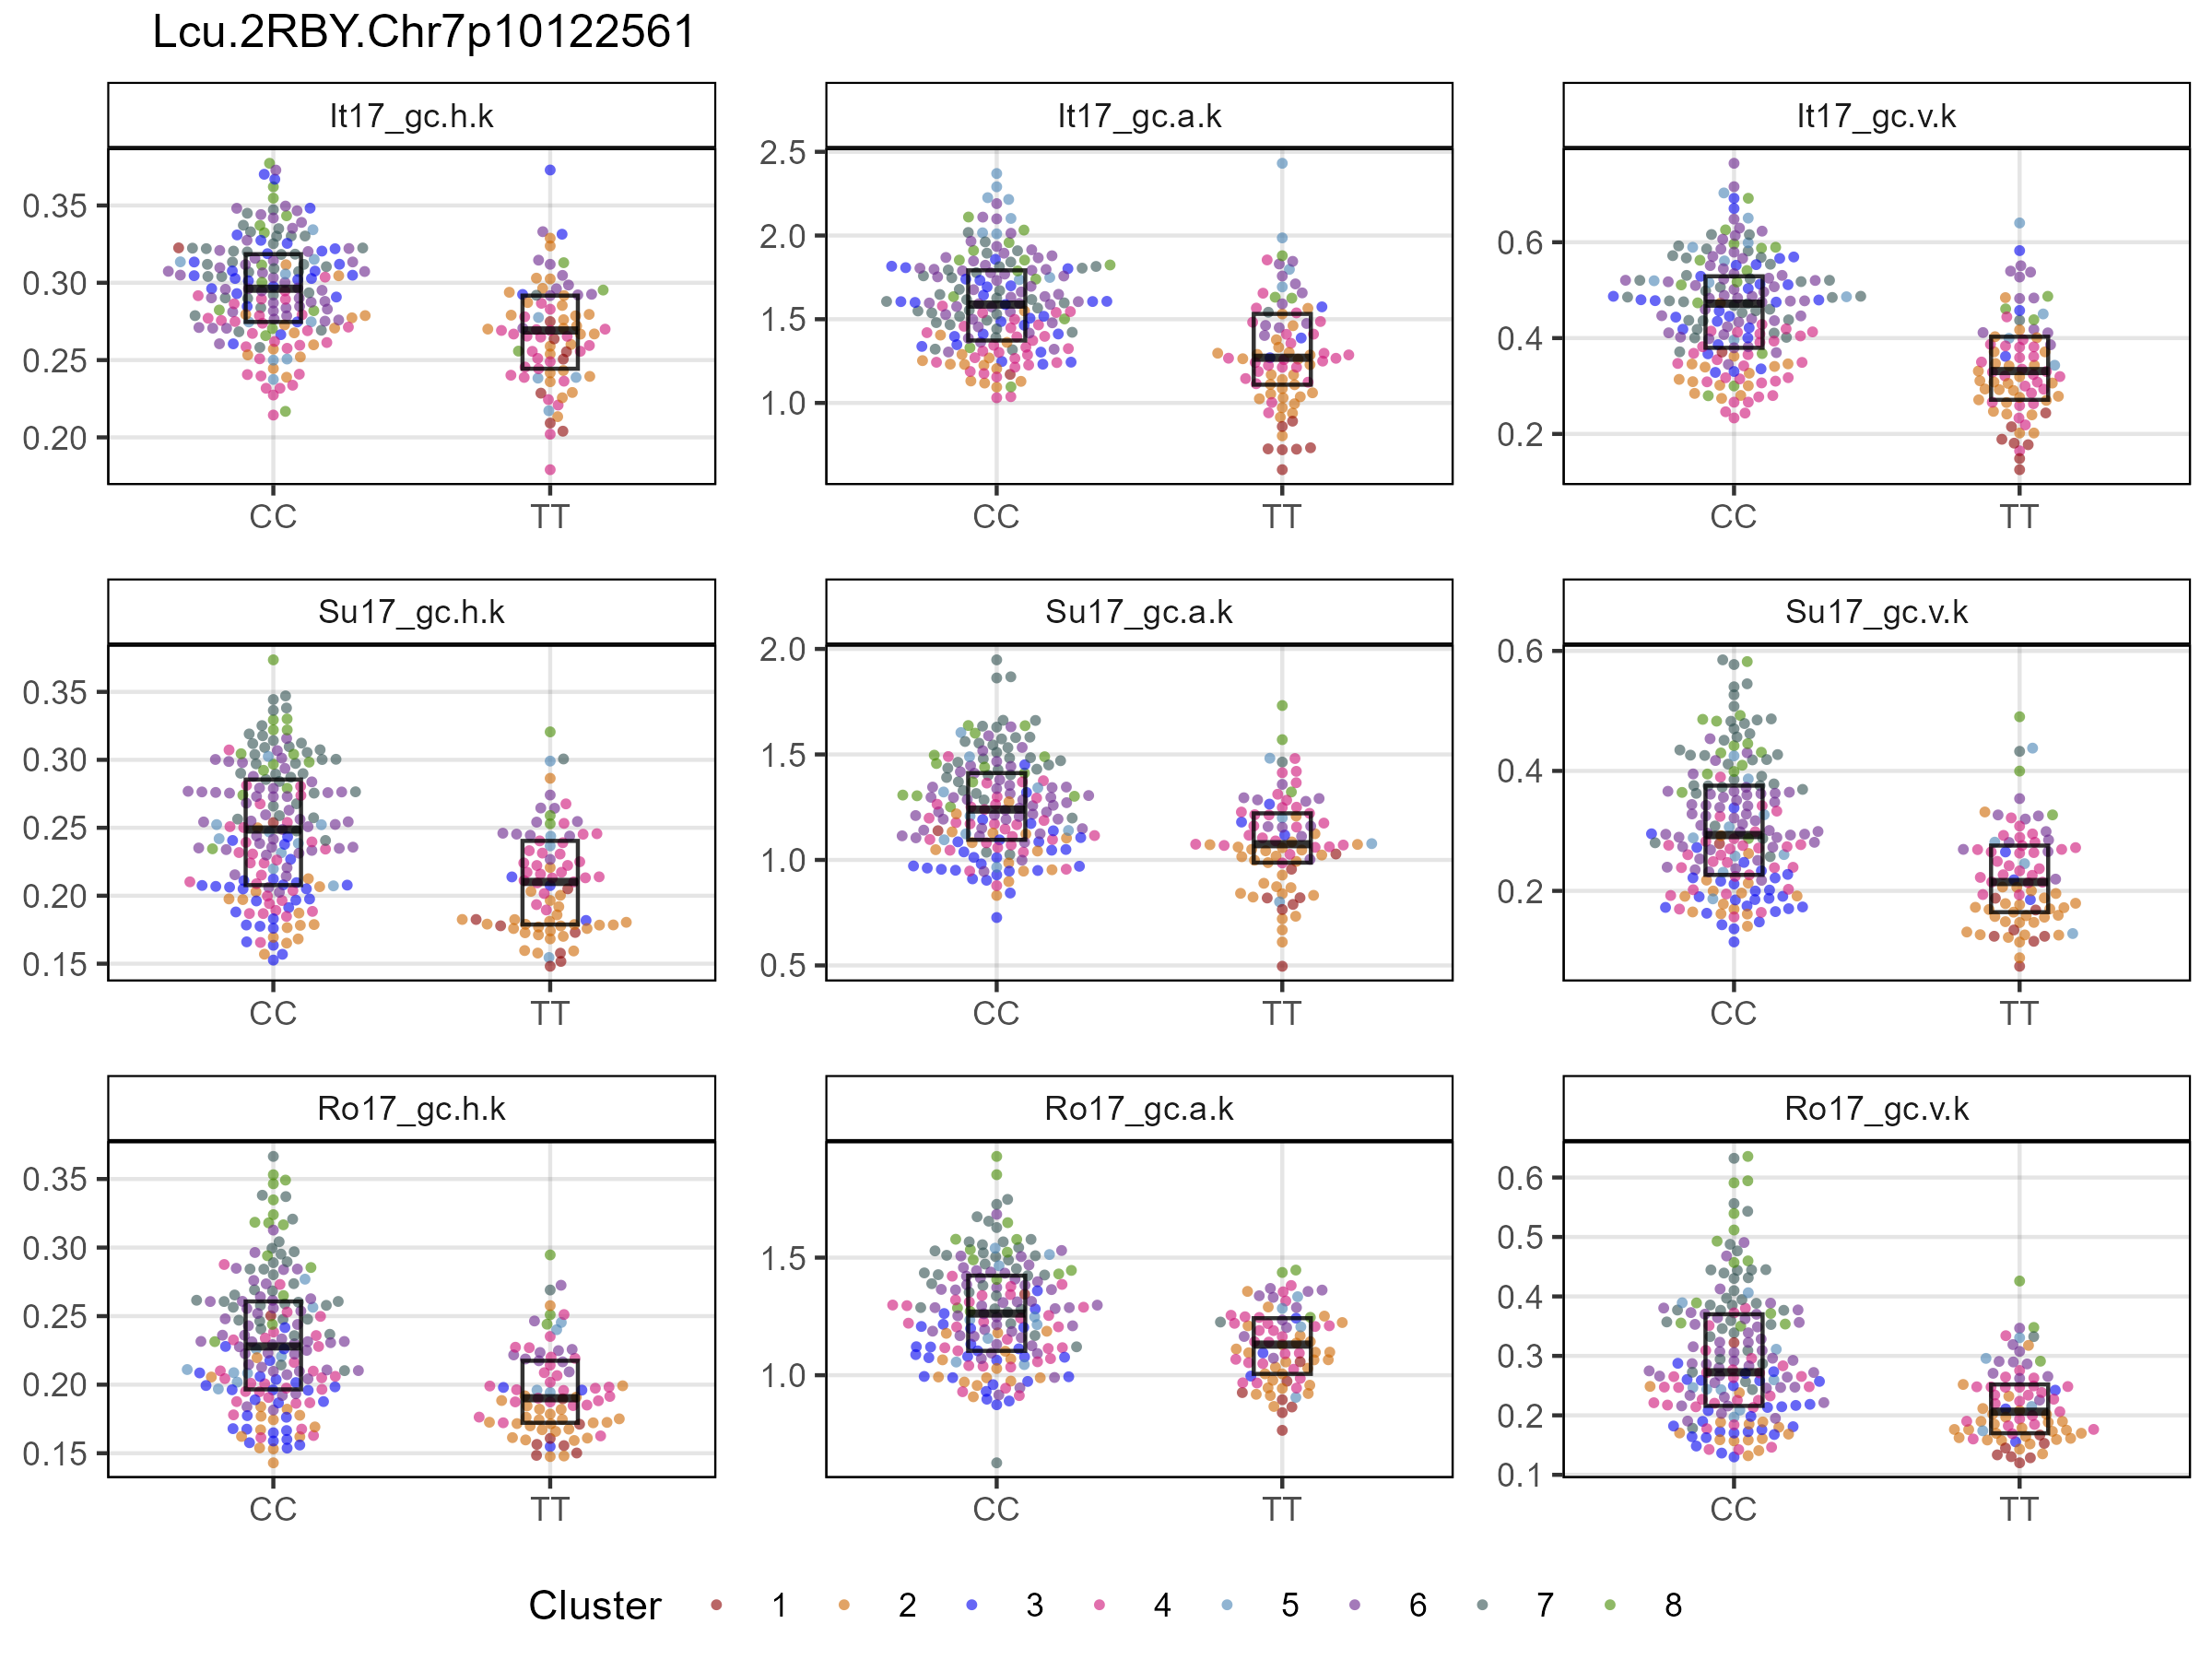 Lcu.2RBY.Chr7p10122561
It17_gc.h.k
It17_gc.a.k
It17_gc.v.k
0.35
0.30
0.25
0.20
CC
TT
2.5
2.0
1.5
1.0
CC
TT
0.6
0.4
0.2
CC
TT
Su17_gc.h.k
Su17_gc.a.k
Su17_gc.v.k
0.35
0.30
0.25
0.20
0.15
CC
TT
2.0
1.5
1.0
0.5
CC
TT
0.6
0.4
0.2
CC
TT
Ro17_gc.h.k
Ro17_gc.a.k
Ro17_gc.v.k
0.35
0.30
0.25
0.20
0.15
CC
TT
1.5
1.0
CC
TT
0.6
0.5
0.4
0.3
0.2
0.1
CC
TT
Cluster 1 2 3 4 5 6 7 8